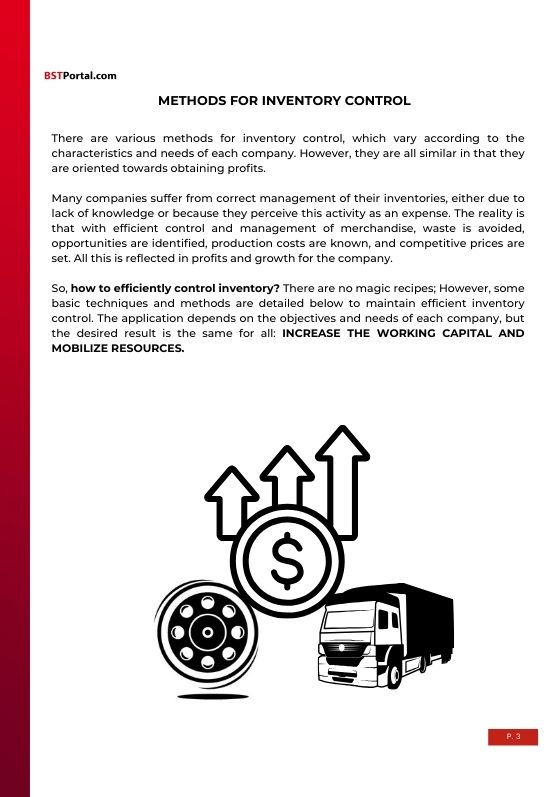 BSTPortal.com
METHODS FOR INVENTORY CONTROL
There are various methods for inventory control, which vary according to the
characteristics and needs of each company. However, they are all similar in that they
are oriented towards obtaining profits.
Many companies suffer from correct management of their inventories, either due to
lack of knowledge or because they perceive this activity as an expense. The reality is
that with efficient control and management of merchandise, waste is avoided,
opportunities are identified, production costs are known, and competitive prices are
set. All this is reflected in profits and growth for the company.
So, how to efficiently control inventory? There are no magic recipes; However, some
basic techniques and methods are detailed below to maintain efficient inventory
control. The application depends on the objectives and needs of each company, but
the desired result is the same for all: INCREASE THE WORKING CAPITAL AND
MOBILIZE RESOURCES.
$
P. 3